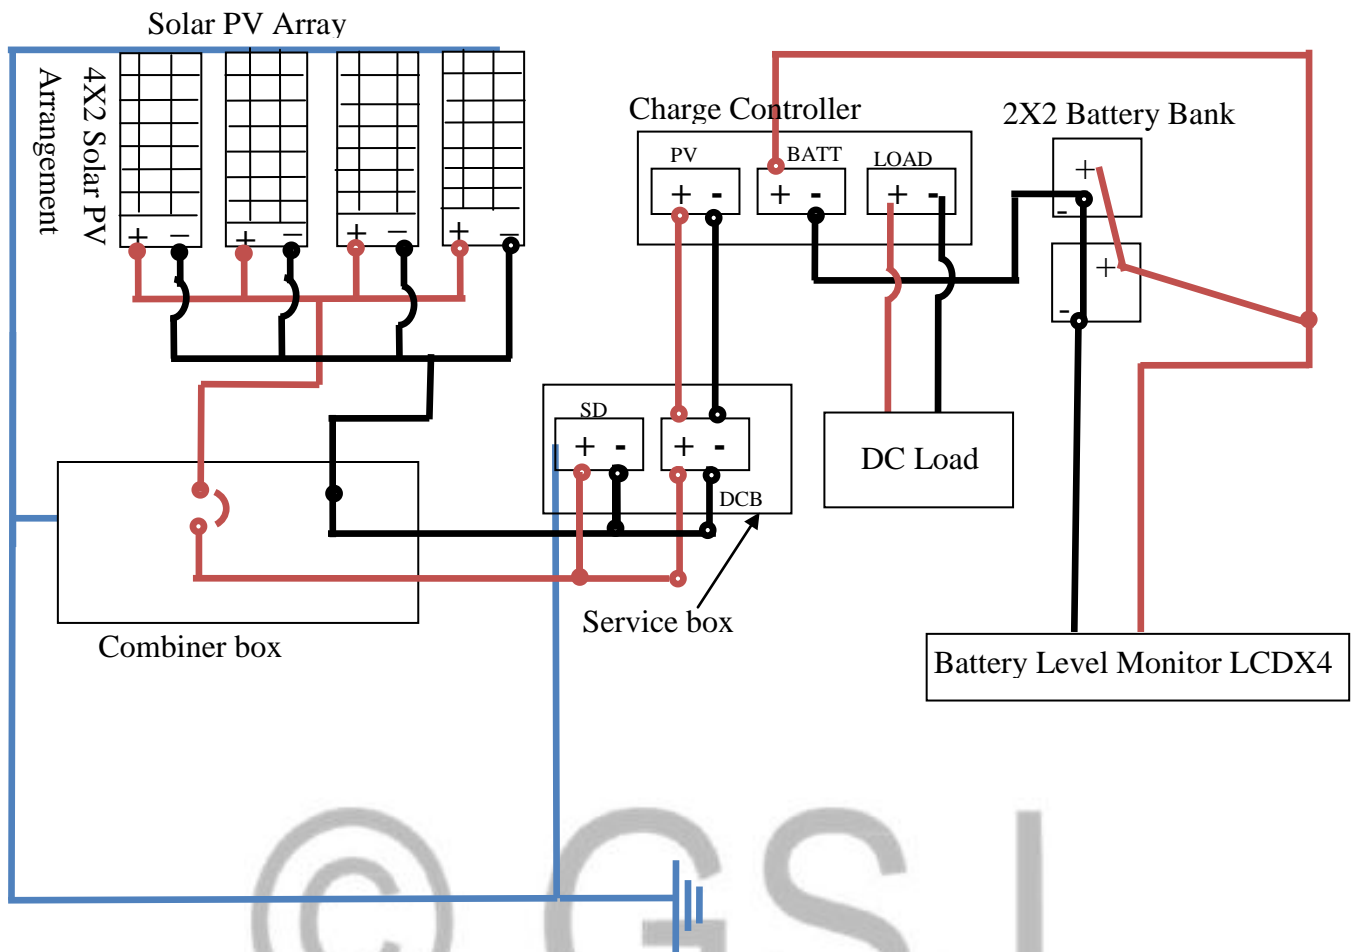 Solar PV Array
4X2 Solar PV
Arrangement
+ − + − + − + −
Charge Controller
PV
+ -
BATT
+ -
LOAD
+ -
2X2 Battery Bank
+
-
+
-
SD
+ -
+ -
DCB
DC Load
Service box
Combiner box
Battery Level Monitor LCDX4
© GSJ